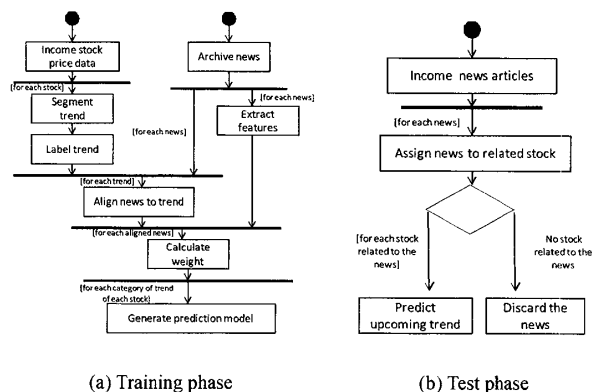 Income stock
price data
[for each stock]
Segment
trend
Label trend
Archive news
[for each news]
[for each news]
Extract
features
[for each trend]
Align news to trend
[for each aligned news]
Calculate
weight
[for each category of trend
of each stock]
Generate prediction model
(a) Training phase
Income news articles
[for each news]
Assign news to related stock
[for each stock
related to the
news]
No stock
related to the
news
Predict
upcoming trend
Discard the
news
(b) Test phase